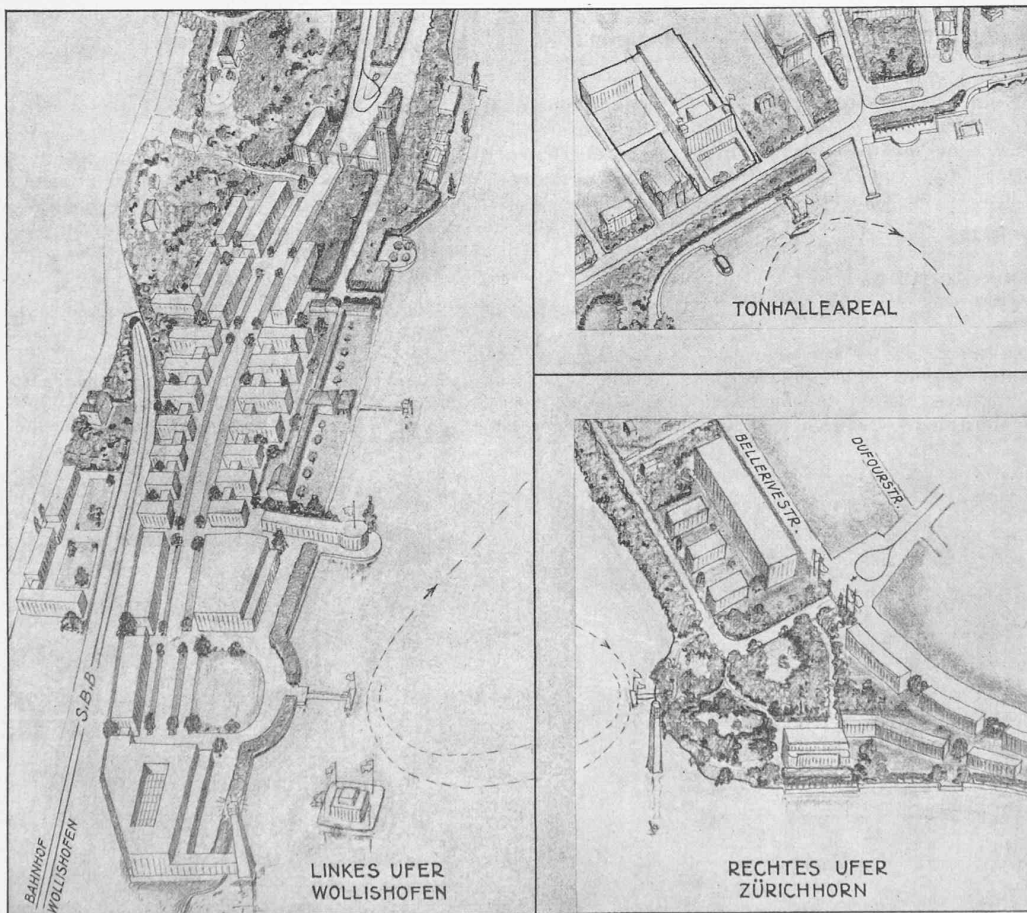 S.B.B
BAHNHOF
WOLLISHOFEN
LINKES UFER
WOLLISHOFEN
TONHALLEAREAL
BELLERIVESTR.
DUFOURSTR.
RECHTES UFER
ZÜRICHHORN